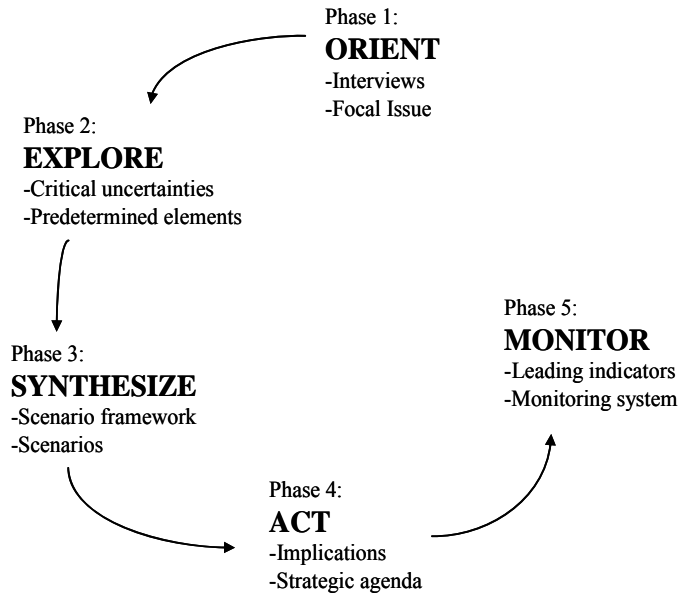 Phase 1:
ORIENT
-Interviews
-Focal Issue
Phase 2:
EXPLORE
-Critical uncertainties
-Predetermined elements
Phase 3:
SYNTHESIZE
-Scenario framework
-Scenarios
Phase 4:
ACT
-Implications
-Strategic agenda
Phase 5:
MONITOR
-Leading indicators
-Monitoring system